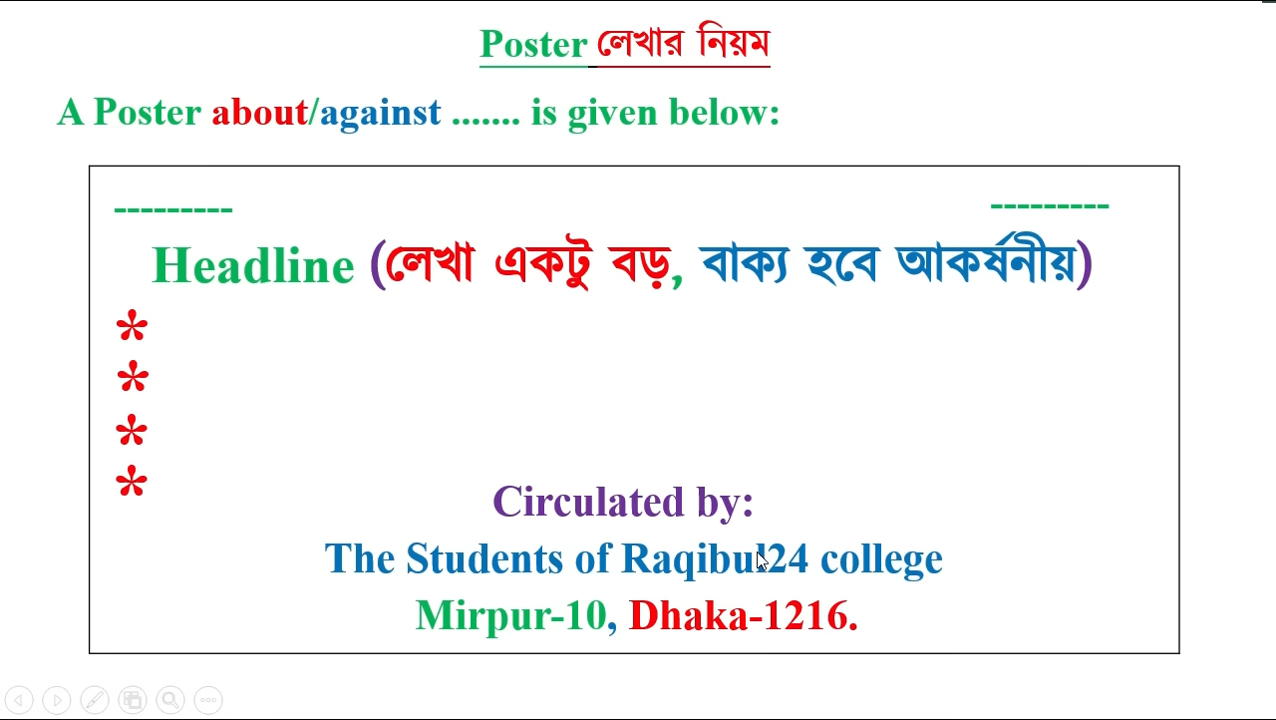 Poster লেখার নিয়ম
A Poster about/against ....... is given below:
--------- ---------
Headline (লেখা একটু বড়, বাক্য হবে আকর্ষনীয়)
*
*
*
*
Circulated by:
The Students of Raqibul24 college
Mirpur-10, Dhaka-1216.